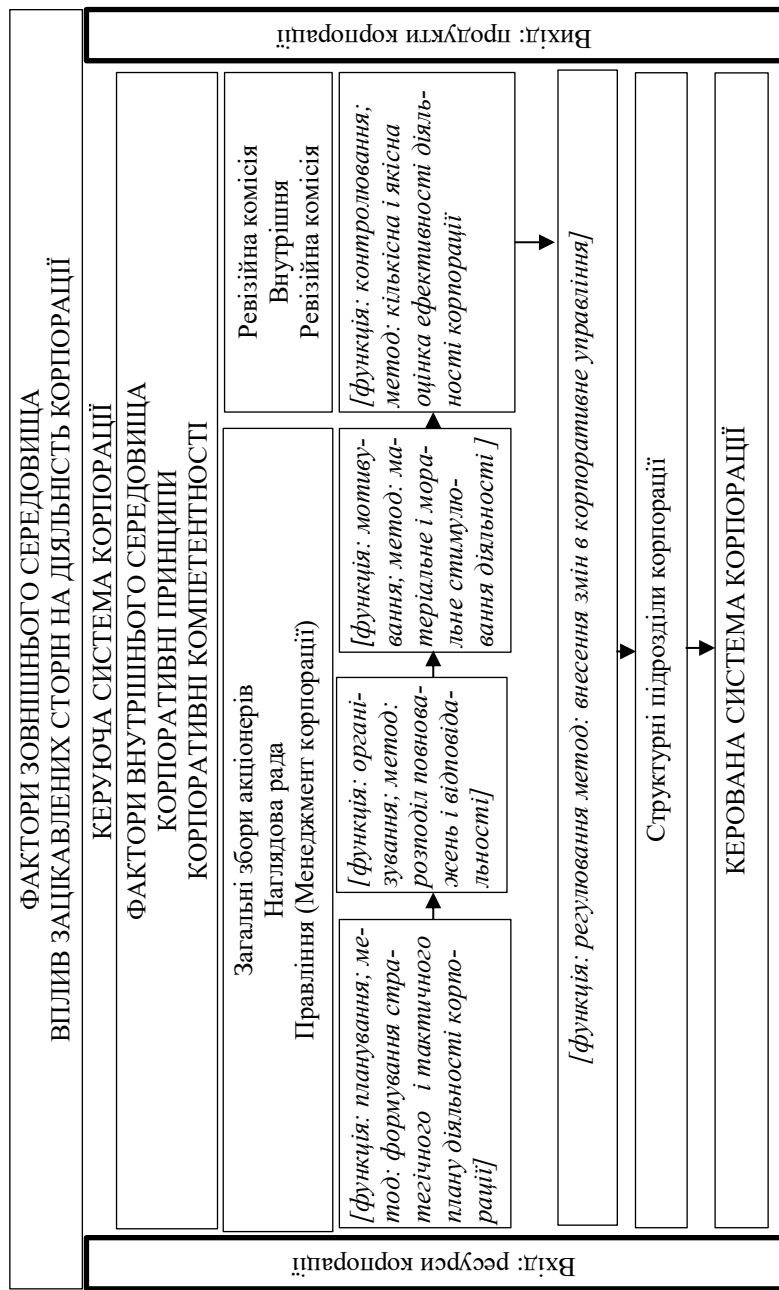 ФАКТОРИ ЗОВНІШНЬОГО СЕРЕДОВИЩА
ВПЛИВ ЗАЦІКАВЛЕНИХ СТОРІН НА ДІЯЛЬНІСТЬ КОРПОРАЦІЇ
Вхід: ресурси корпорації
КЕРУЮЧА СИСТЕМА КОРПОРАЦІЇ
ФАКТОРИ ВНУТРІШНЬОГО СЕРЕДОВИЩА
КОРПОРАТИВНІ ПРИНЦИПИ
КОРПОРАТИВНІ КОМПЕТЕНТНОСТІ
Загальні збори акціонерів
Наглядова рада
Правління (Менеджмент корпорації)
Ревізійна комісія
Внутрішня
Ревізійна комісія
[функція: планування; ме-
тод: формування стра-
тегічного і тактичного
плану діяльності корпо-
рації]
[функція: органі-
зування; метод:
розподіл повнова-
жень і відповіда-
льності]
[функція: мотиву-
вання; метод: ма-
теріальне і мора-
льне стимулю-
вання діяльності ]
[функція: контролювання;
метод: кількісна і якісна
оцінка ефективності діяль-
ності корпорації
[функція: регулювання метод: внесення змін в корпоративне управління]
Структурні підрозділи корпорації
КЕРОВАНА СИСТЕМА КОРПОРАЦІЇ
Вихід: продукти корпорації